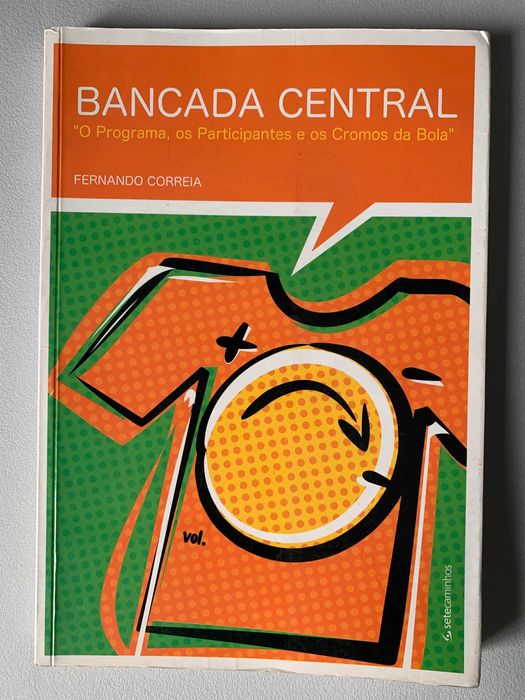 BANCADA CENTRAL
"O Programa, os Participantes e os Cromos da Bola"
FERNANDO CORREIA
+
-
vol.
setecaminhos